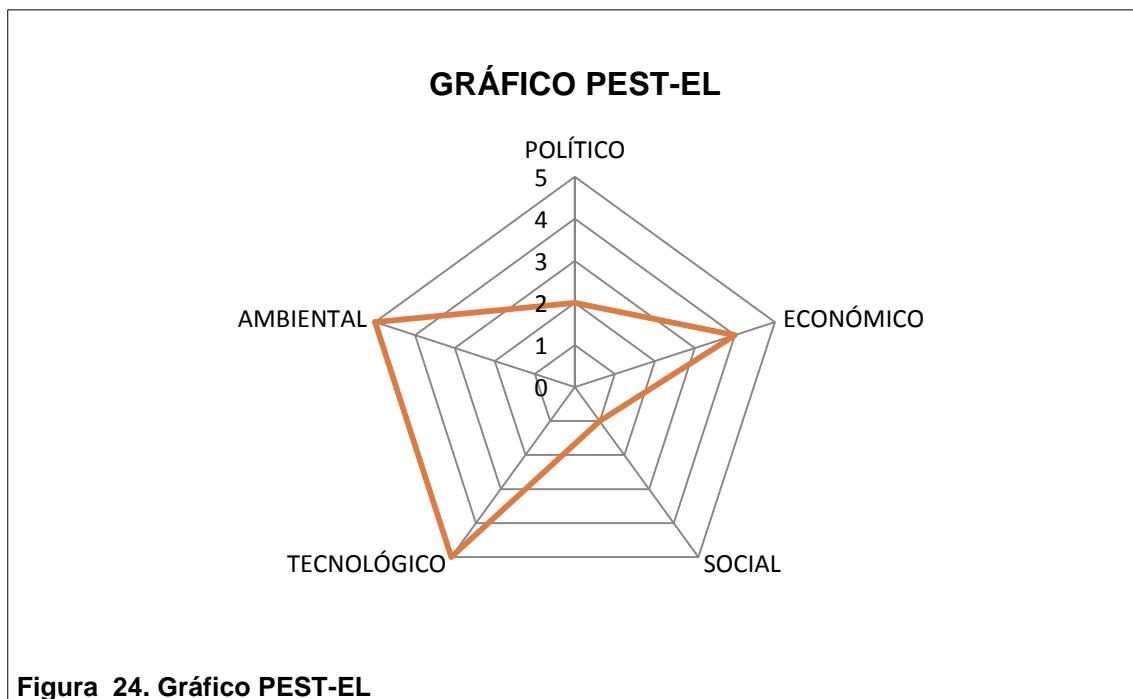 GRÁFICO PEST-EL
POLÍTICO
5
4
3
2
1
0
AMBIENTAL
ECONÓMICO
TECNOLÓGICO
SOCIAL
Figura 24. Gráfico PEST-EL